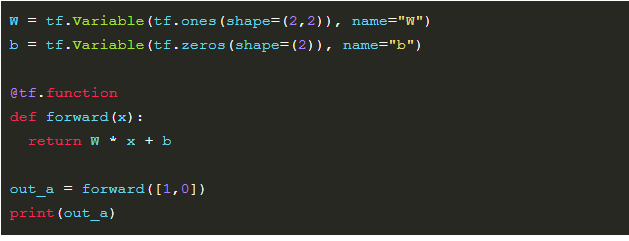 W = tf.Variable(tf.ones(shape=(2,2)), name="W")
b = tf.Variable(tf.zeros(shape=(2)), name="b")
@tf.function
def forward(x):
  return W * x + b
out_a = forward([1,0])
print(out_a)